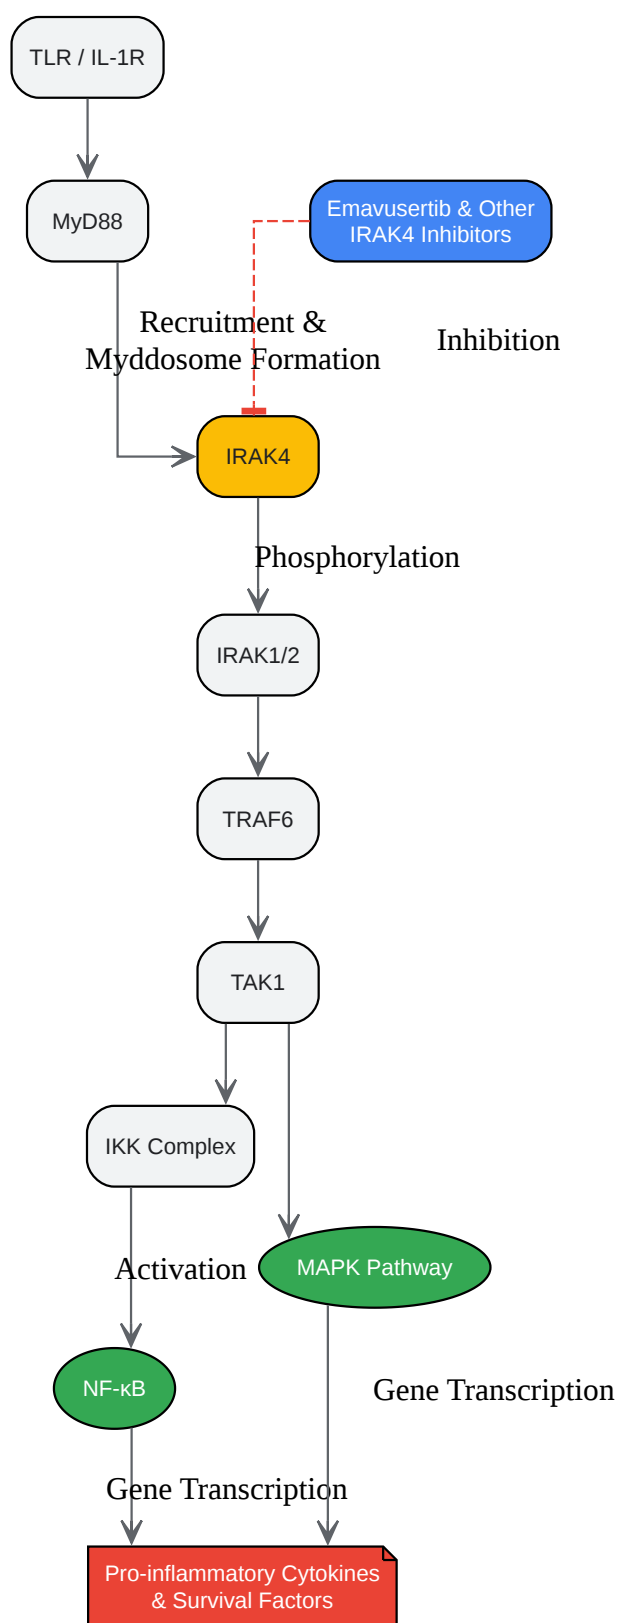 TLR / IL-1R
MyD88
Emavusertib & Other
IRAK4 Inhibitors
Recruitment &
Myddosome Formation
Inhibition
IRAK4
Phosphorylation
IRAK1/2
TRAF6
TAK1
IKK Complex
Activation
MAPK Pathway
NF-κB
Gene Transcription
Gene Transcription
Pro-inflammatory Cytokines
& Survival Factors